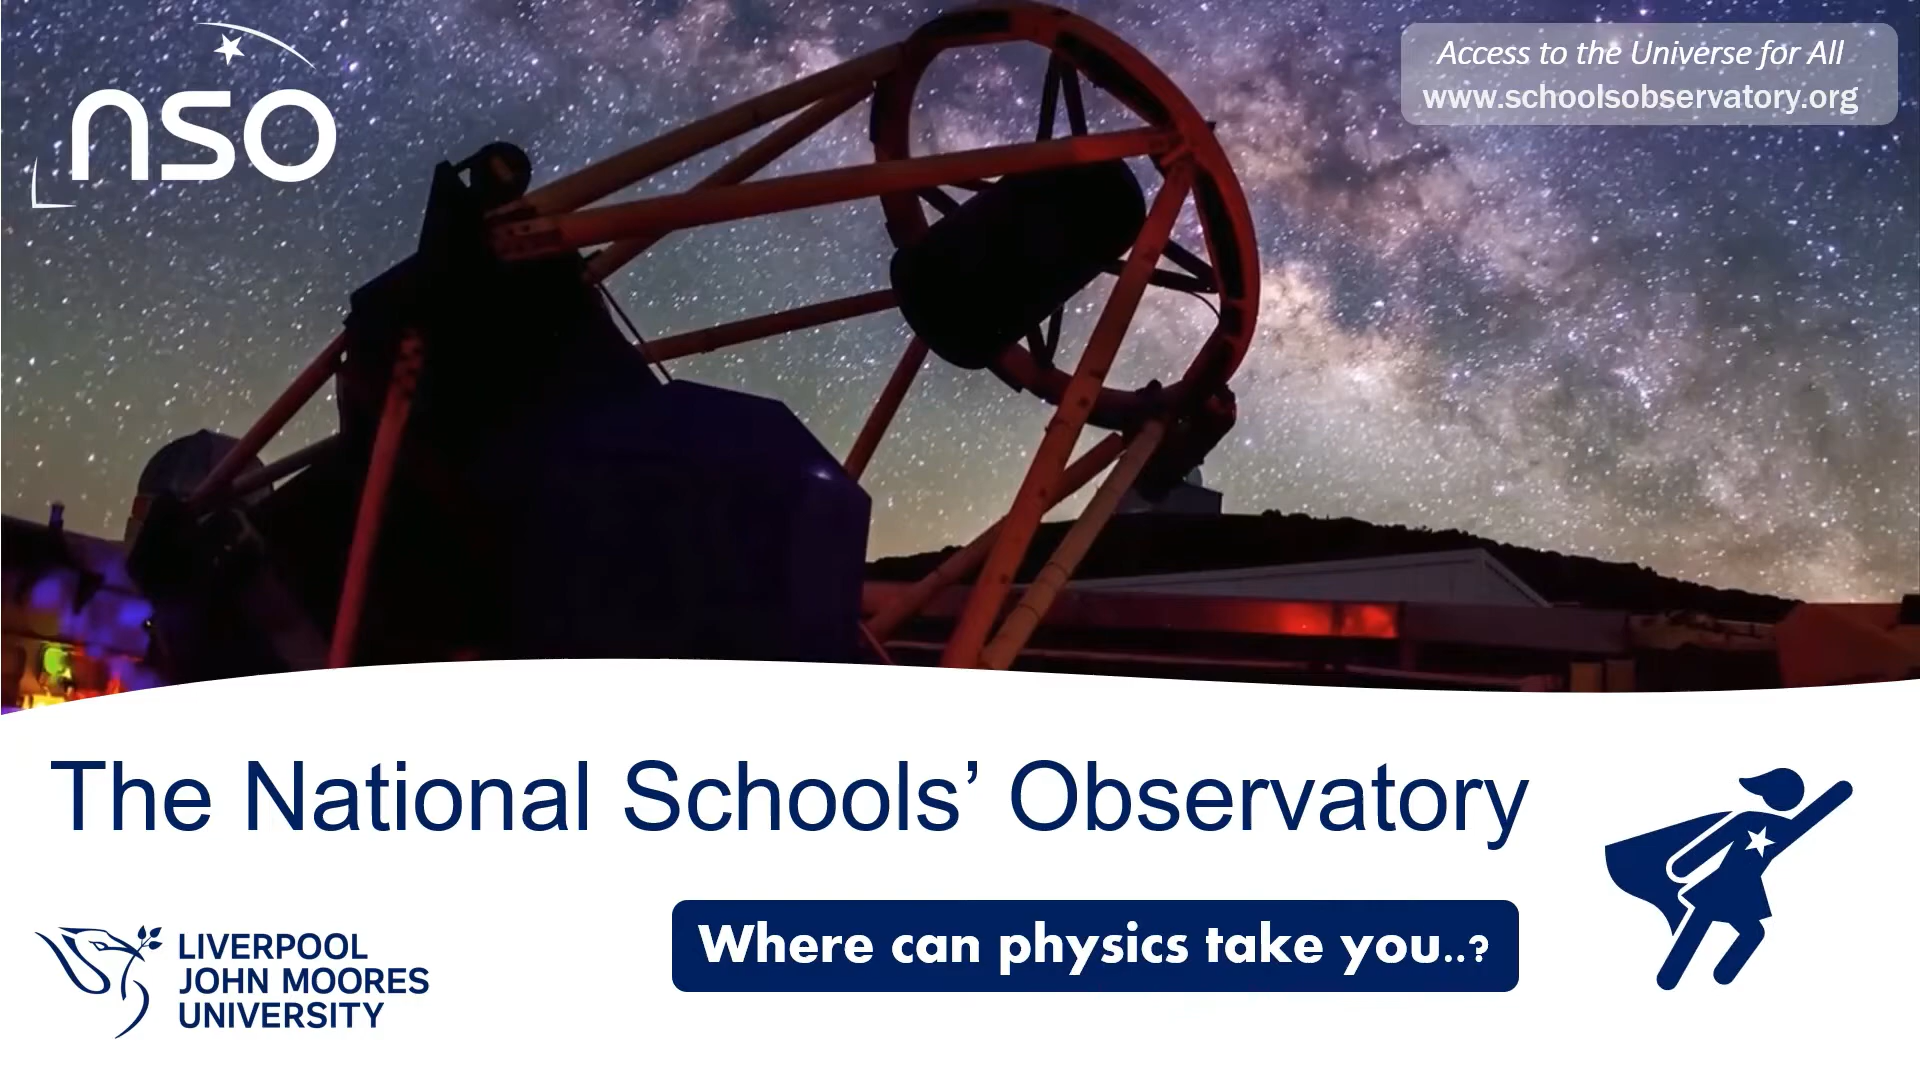 nso
Access to the Universe for All
www.schoolsobservatory.org
The National Schools’ Observatory
Where can physics take you..?
LIVERPOOL
JOHN MOORES
UNIVERSITY